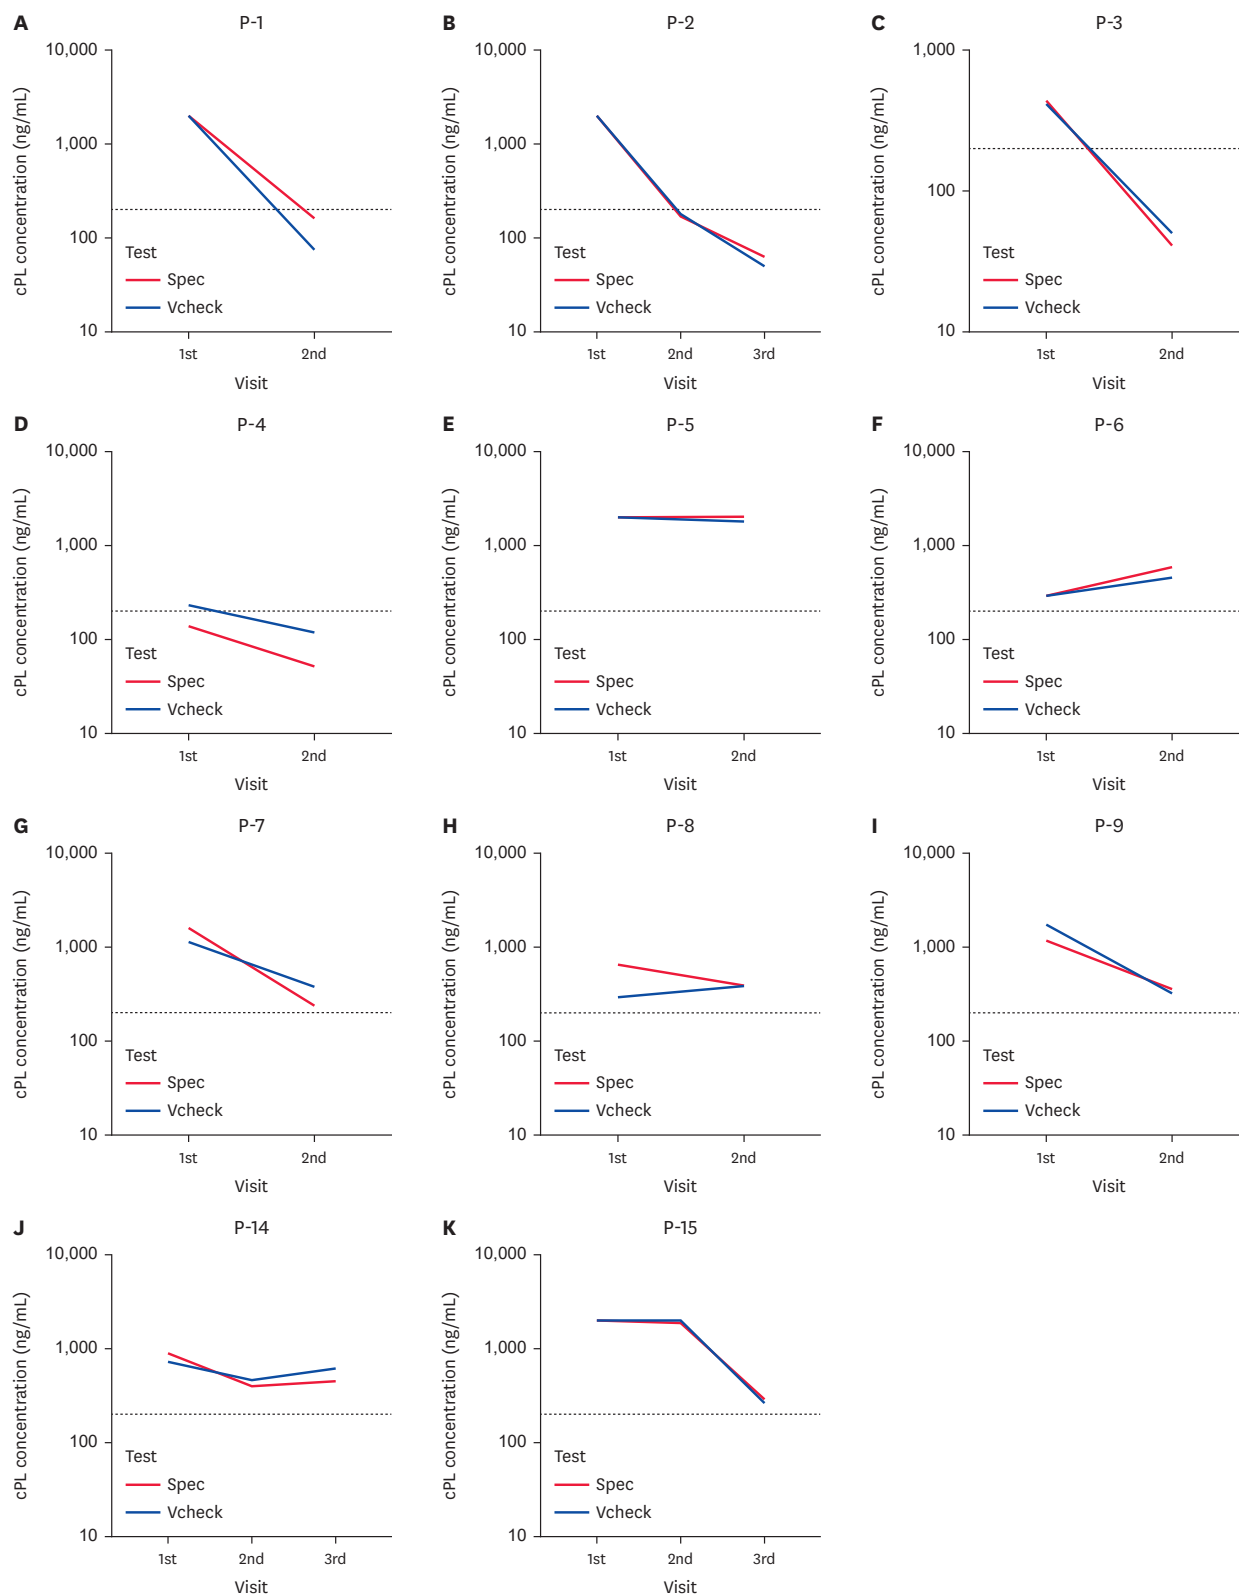 A
P-1
10,000
1,000
100
10
cPL concentration (ng/mL)
Test
Spec
Vcheck
1st 2nd
Visit
B
P-2
10,000
1,000
100
10
cPL concentration (ng/mL)
Test
Spec
Vcheck
1st 2nd 3rd
Visit
C
P-3
1,000
100
10
cPL concentration (ng/mL)
Test
Spec
Vcheck
1st 2nd
Visit
D
P-4
10,000
1,000
100
10
cPL concentration (ng/mL)
Test
Spec
Vcheck
1st 2nd
Visit
E
P-5
10,000
1,000
100
10
cPL concentration (ng/mL)
Test
Spec
Vcheck
1st 2nd
Visit
F
P-6
10,000
1,000
100
10
cPL concentration (ng/mL)
Test
Spec
Vcheck
1st 2nd
Visit
G
P-7
10,000
1,000
100
10
cPL concentration (ng/mL)
Test
Spec
Vcheck
1st 2nd
Visit
H
P-8
10,000
1,000
100
10
cPL concentration (ng/mL)
Test
Spec
Vcheck
1st 2nd
Visit
I
P-9
10,000
1,000
100
10
cPL concentration (ng/mL)
Test
Spec
Vcheck
1st 2nd
Visit
J
P-14
10,000
1,000
100
10
cPL concentration (ng/mL)
Test
Spec
Vcheck
1st 2nd 3rd
Visit
K
P-15
10,000
1,000
100
10
cPL concentration (ng/mL)
Test
Spec
Vcheck
1st 2nd 3rd
Visit